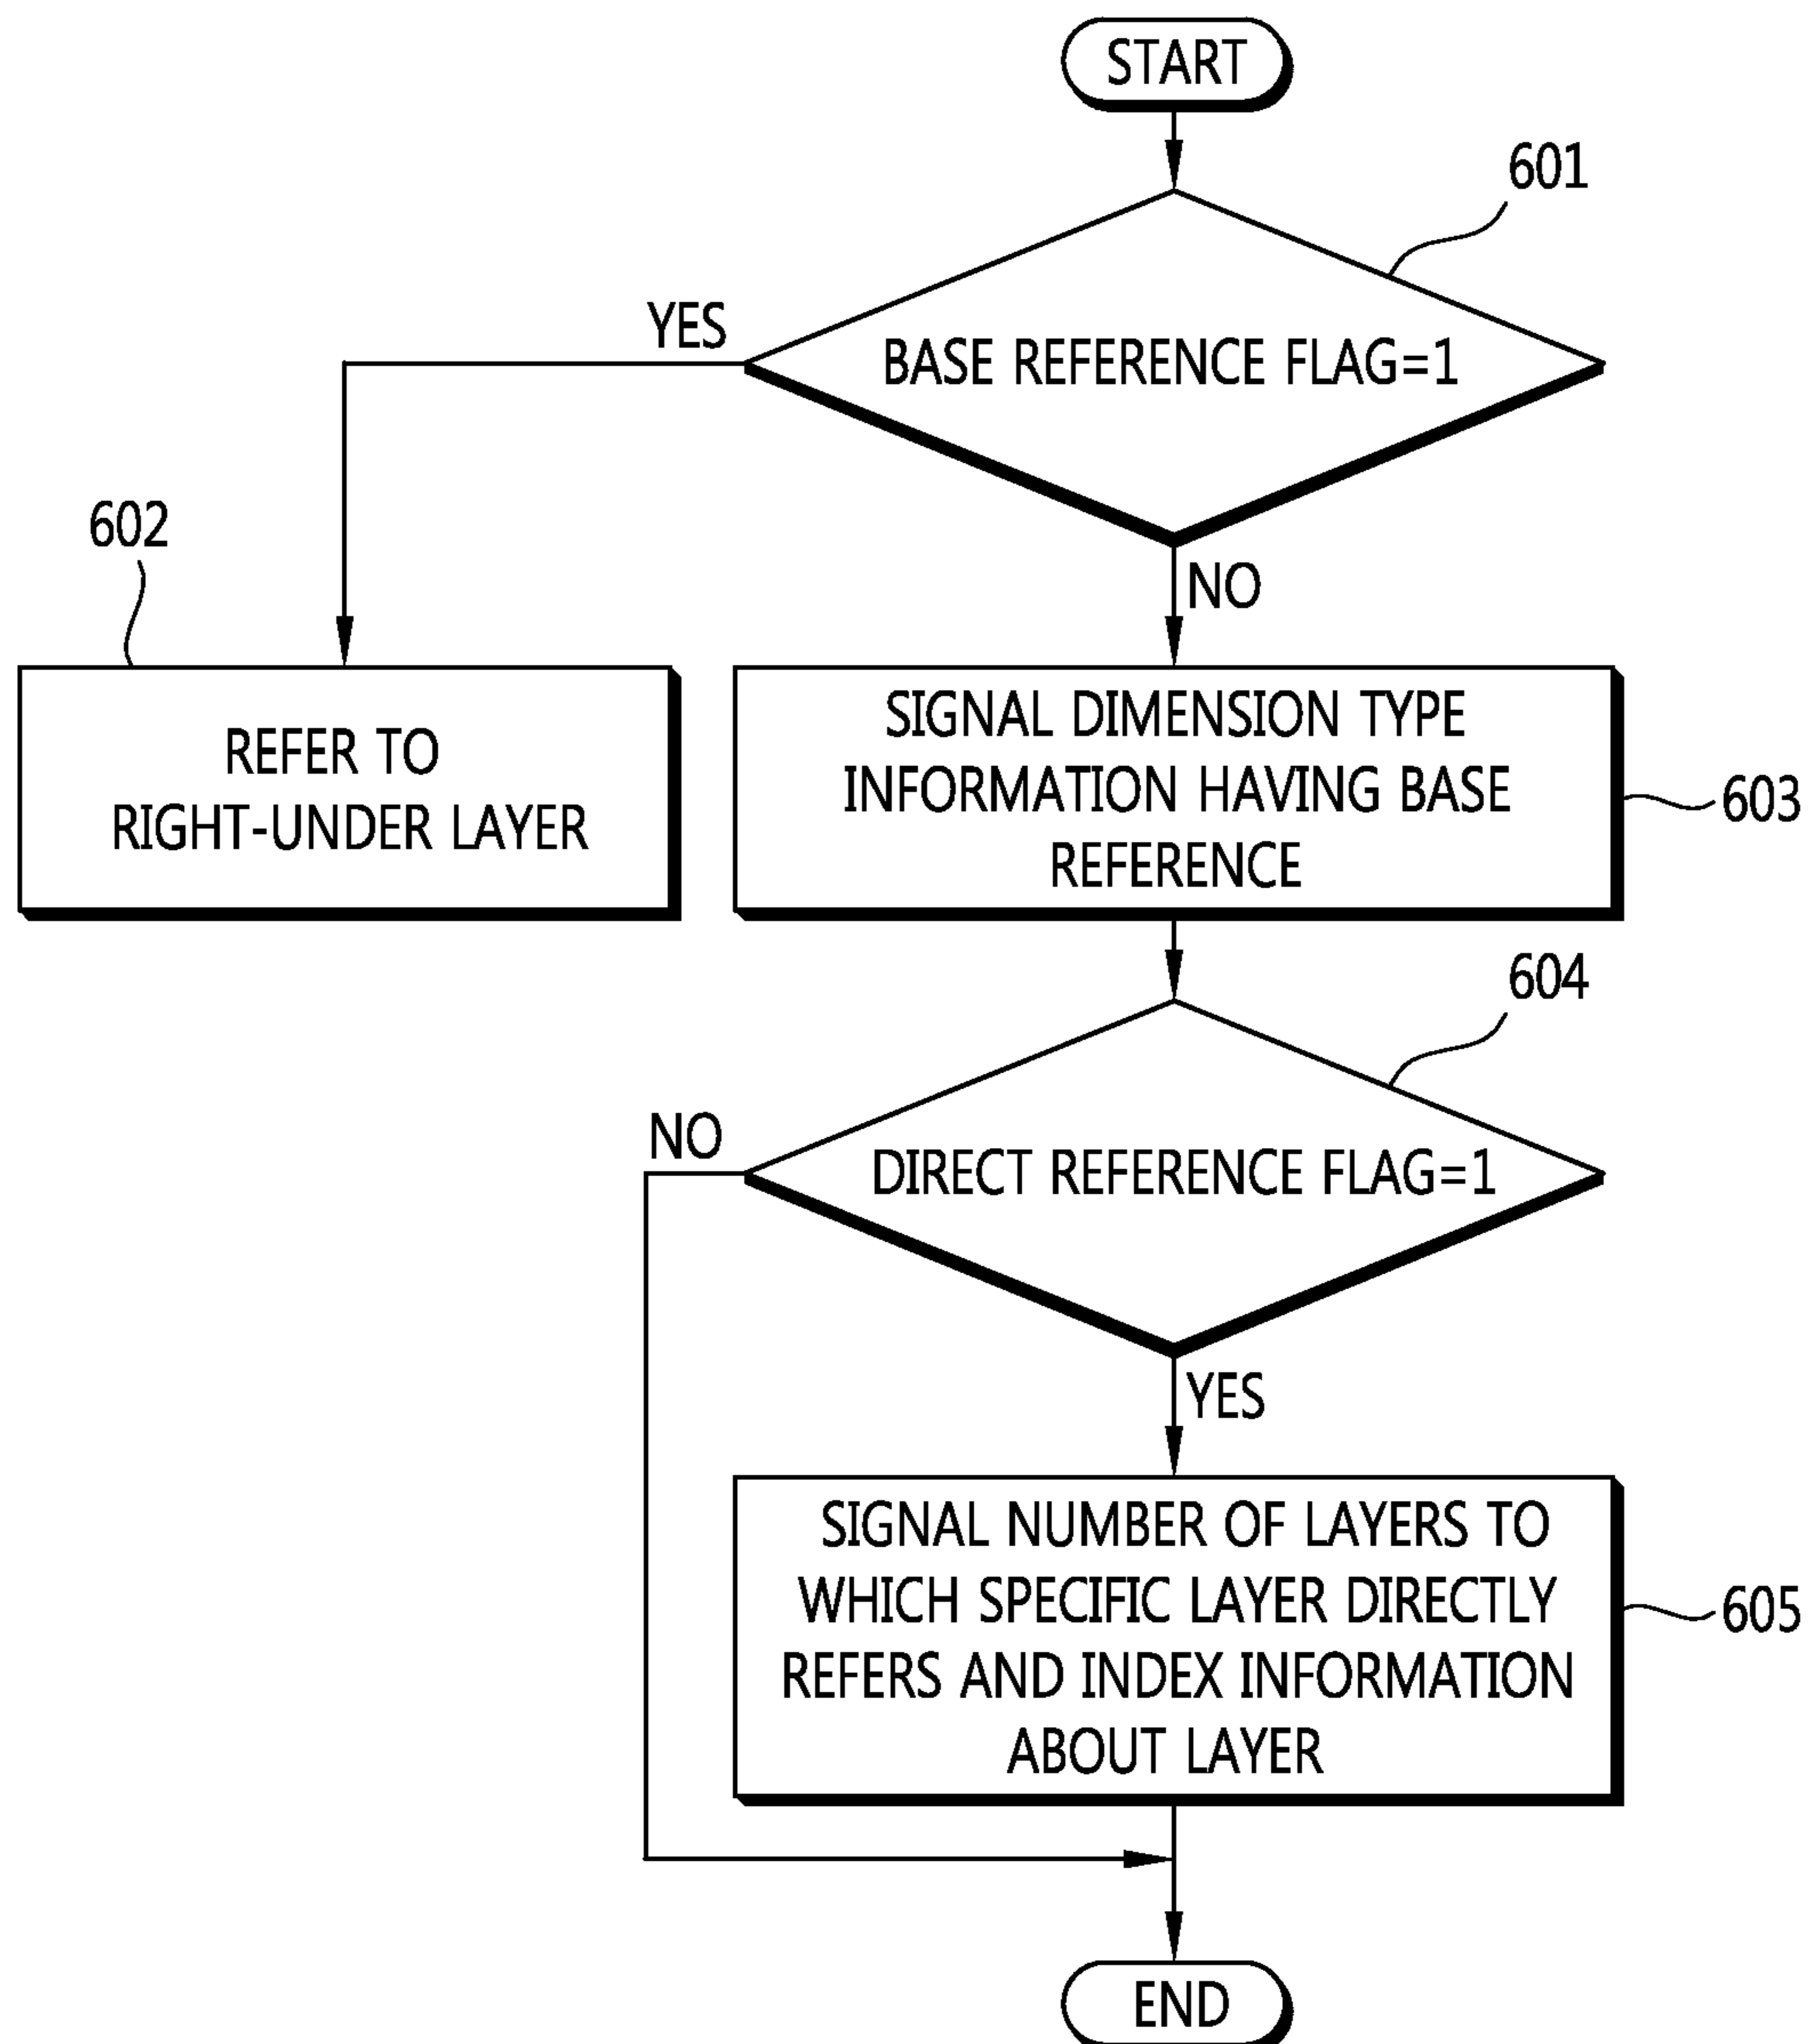 START
601
YES
BASE REFERENCE FLAG=1
602
NO
REFER TO
RIGHT-UNDER LAYER
SIGNAL DIMENSION TYPE
INFORMATION HAVING BASE
REFERENCE
603
604
NO
DIRECT REFERENCE FLAG=1
YES
SIGNAL NUMBER OF LAYERS TO
WHICH SPECIFIC LAYER DIRECTLY
REFERS AND INDEX INFORMATION
ABOUT LAYER
605
END